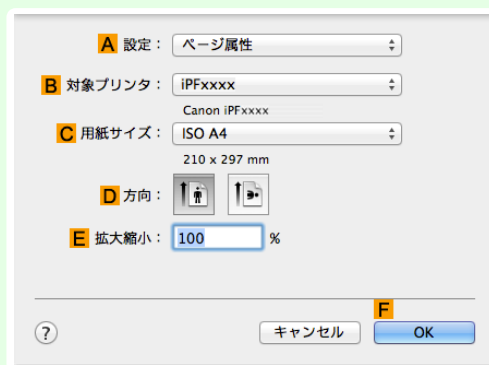 A 設定： ページ属性
B 対象プリンタ： iPFxxxx
Canon iPFxxxx
C 用紙サイズ： ISO A4
210 x 297 mm
D 方向：
E 拡大縮小： 100 %
F
? キャンセル OK